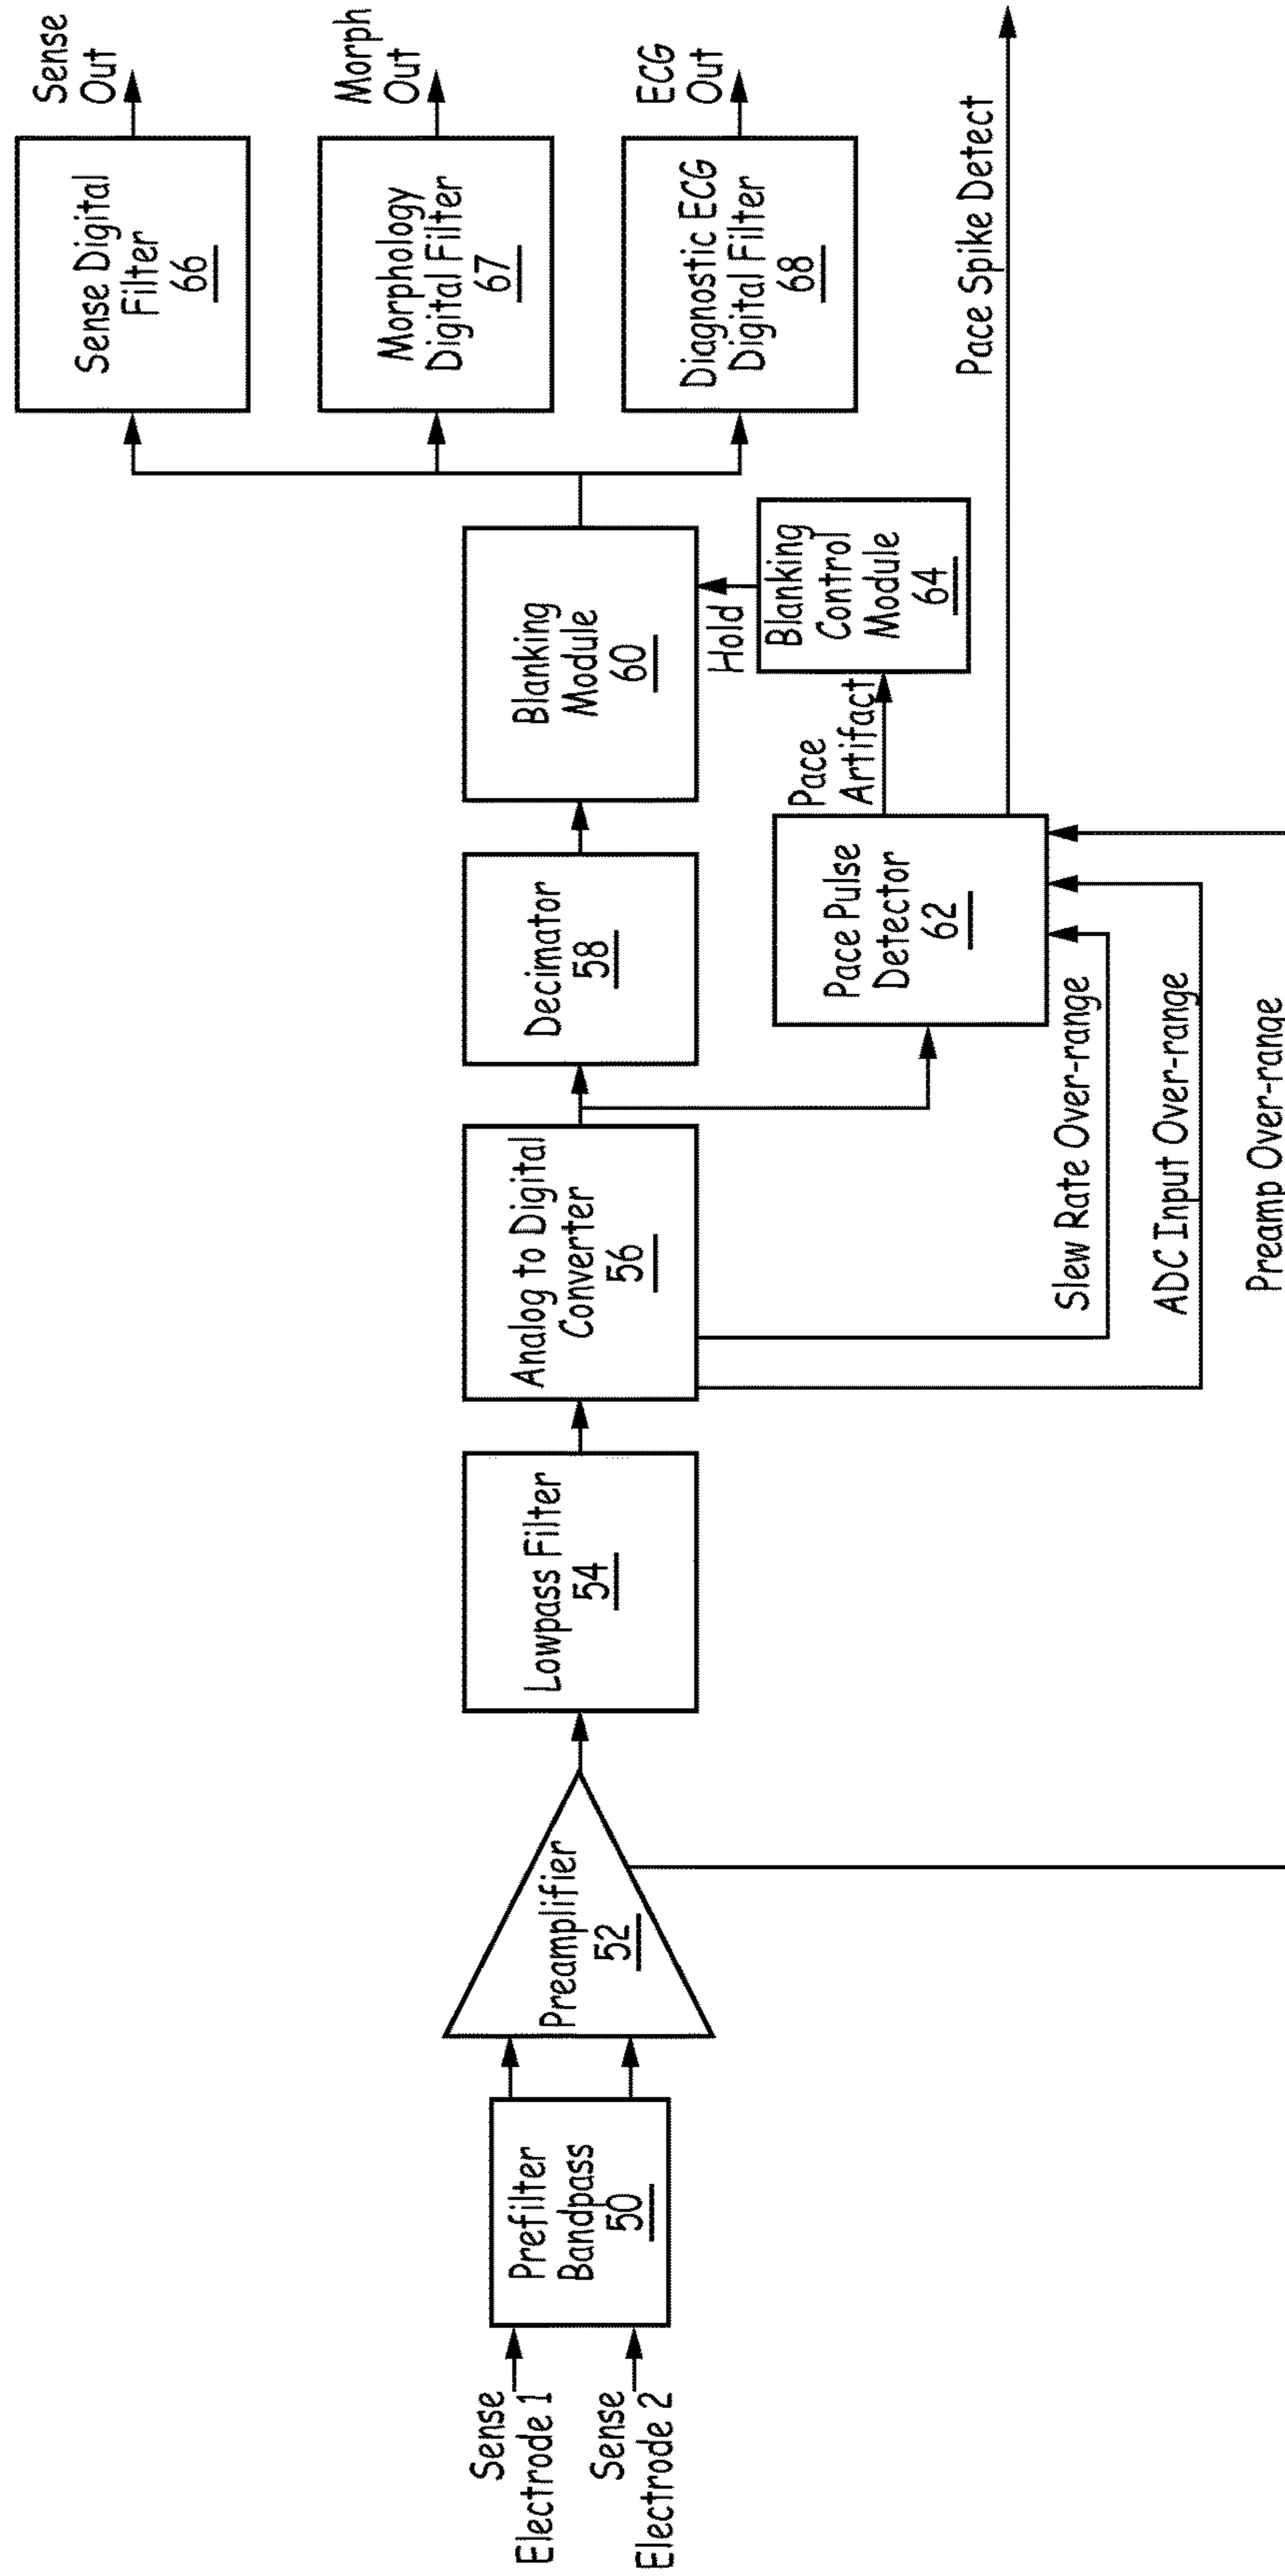 Sense
Electrode 1
Sense
Electrode 2
Prefilter
Bandpass
50
Preamplifier
52
Lowpass Filter
54
Analog to Digital
Converter
56
Decimator
58
Blanking
Module
60
Hold
Blanking
Control
Module
64
Pace
Artifact
Pace Pulse
Detector
62
Slew Rate Over-range
ADC Input Over-range
Preamp Over-range
Pace Spike Detect
Sense Digital
Filter
66
Sense
Out
Morphology
Digital Filter
67
Morph
Out
Diagnostic ECG
Digital Filter
68
ECG
Out